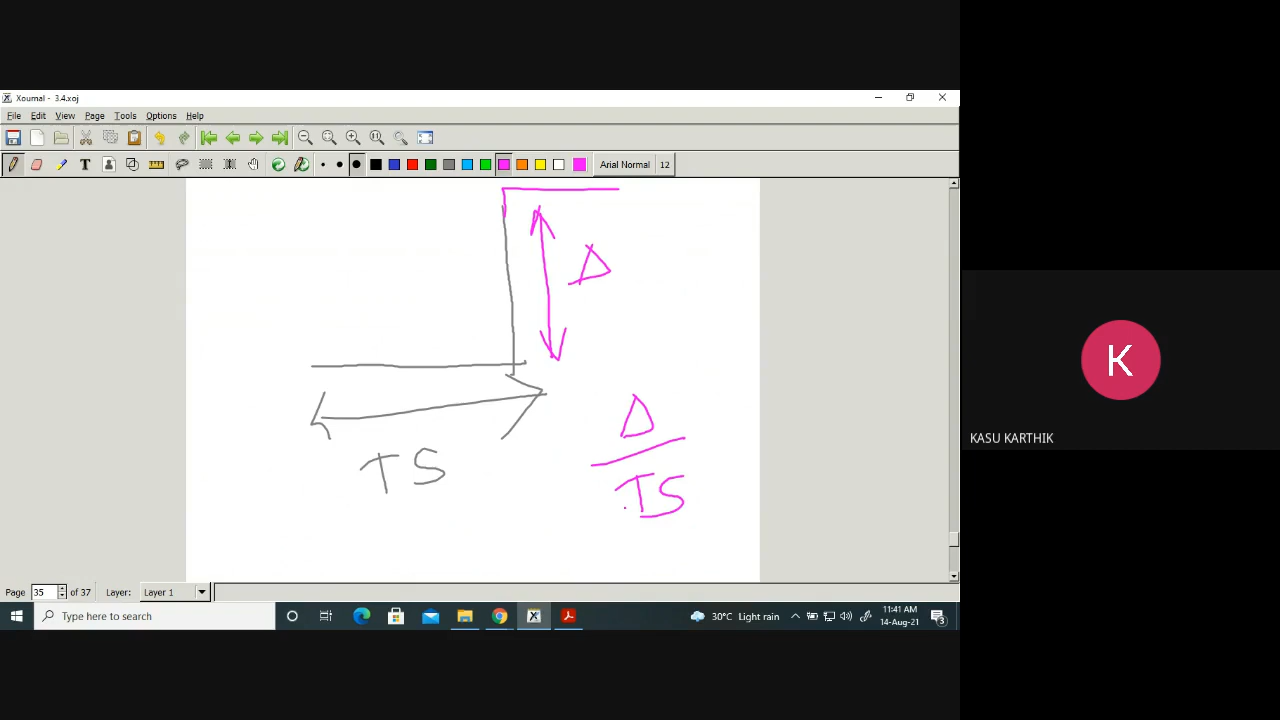 Xournal - 3.4.xoj
File Edit View Page Tools Options Help
T Arial Normal 12
Δ
Δ
TS
TS
K
KASU KARTHIK
Page 35 of 37 Layer: Layer 1
Type here to search
30°C Light rain
11:41 AM
14-Aug-21
3